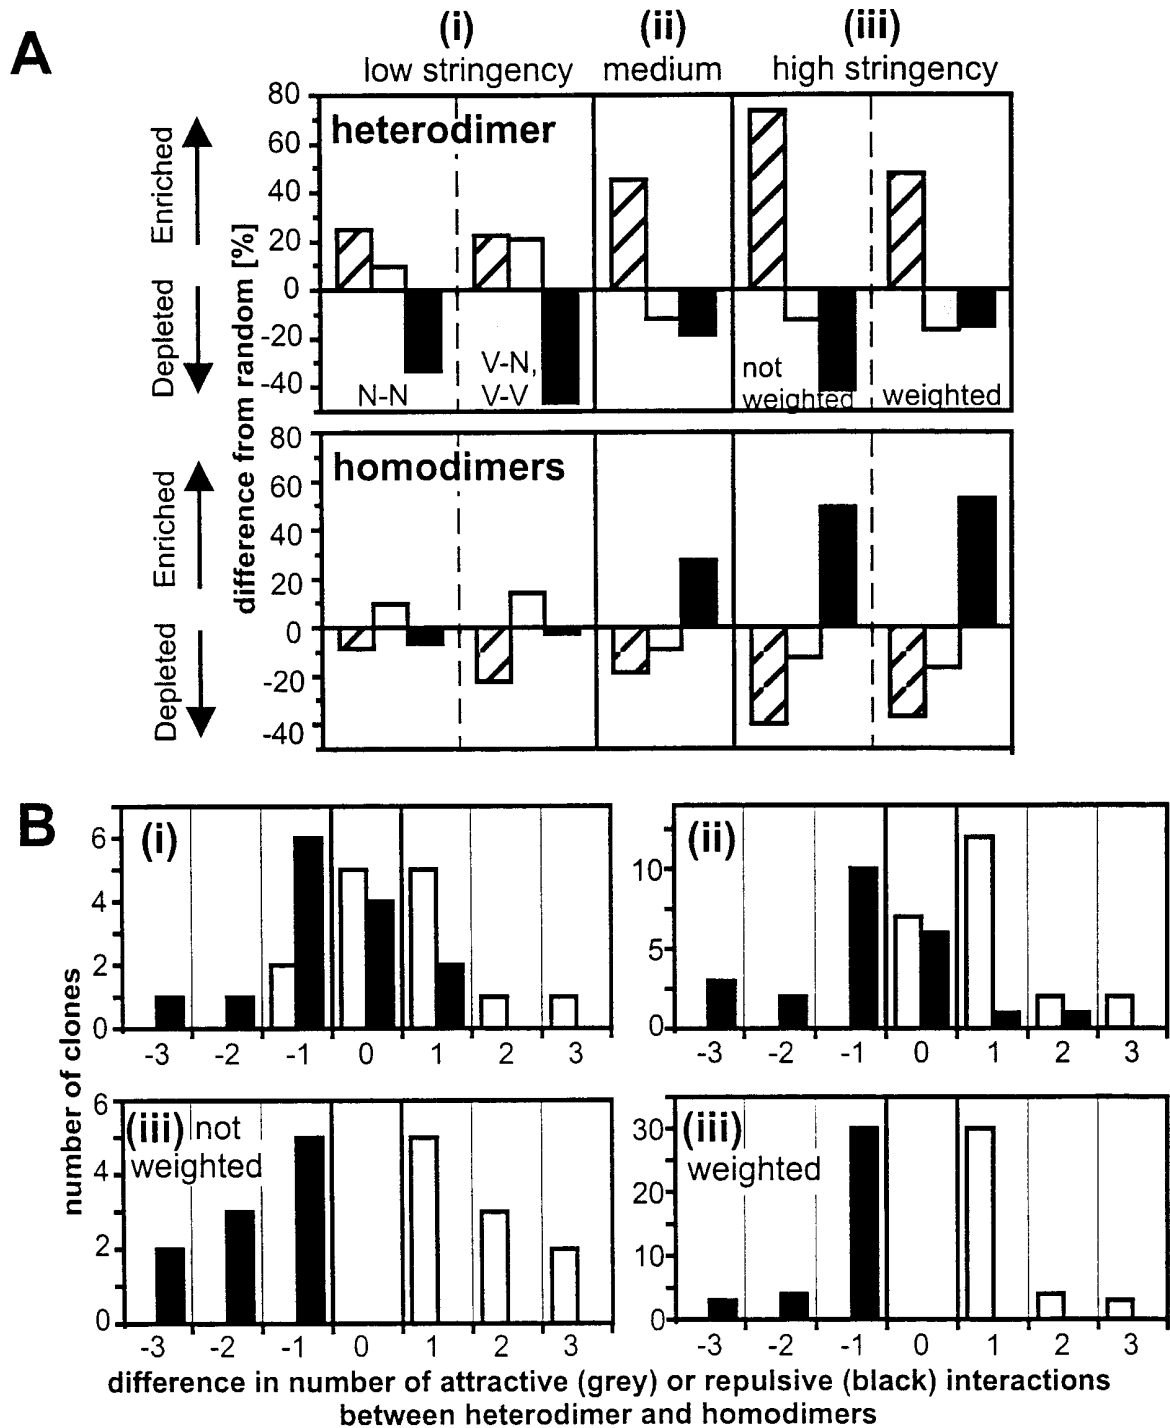 A
(i)
(ii)
(iii)
low stringency
medium
high stringency
80
60
40
20
0
-20
-40
heterodimer
Enriched
Depleted
difference from random [%]
N-N
V-N,
V-V
not
weighted
weighted
80
60
40
20
0
-20
-40
homodimers
Enriched
Depleted
B
number of clones
(i)
6
4
2
0
-3 -2 -1 0 1 2 3
(ii)
10
5
0
-3 -2 -1 0 1 2 3
(iii) not
weighted
6
4
2
0
-3 -2 -1 0 1 2 3
(iii)
weighted
30
20
10
0
-3 -2 -1 0 1 2 3
difference in number of attractive (grey) or repulsive (black) interactions
between heterodimer and homodimers